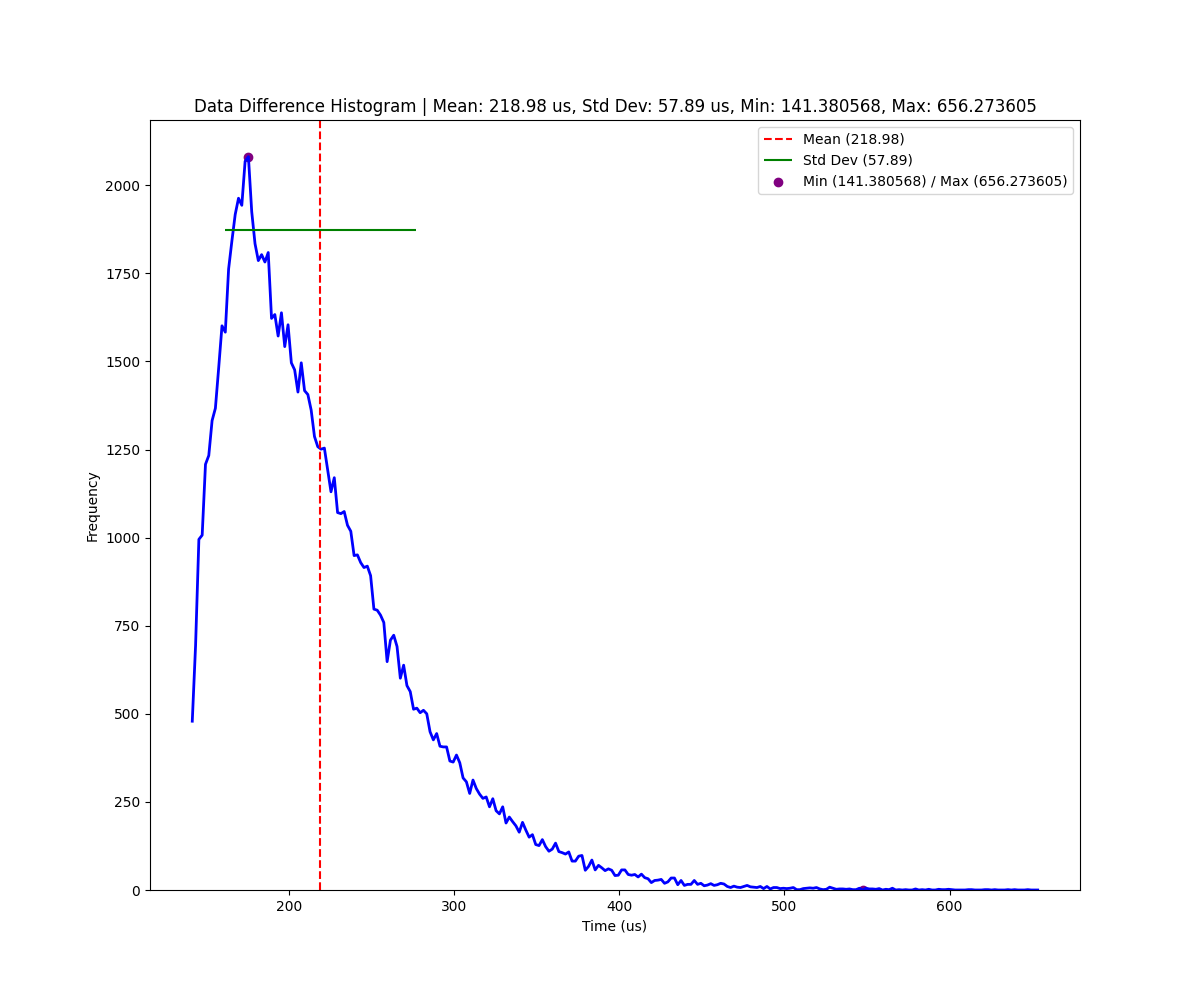 Data Difference Histogram | Mean: 218.98 us, Std Dev: 57.89 us, Min: 141.380568, Max: 656.273605
Mean (218.98)
Std Dev (57.89)
Min (141.380568) / Max (656.273605)
2000
1750
1500
1250
1000
750
500
250
0
Frequency
200 300 400 500 600
Time (us)